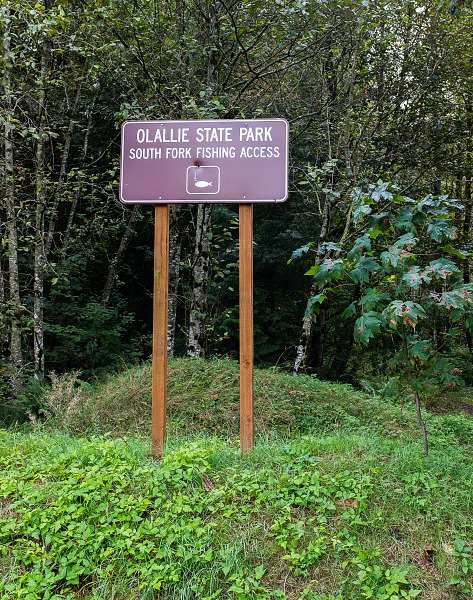 OLALLIE STATE PARK
SOUTH FORK FISHING ACCESS